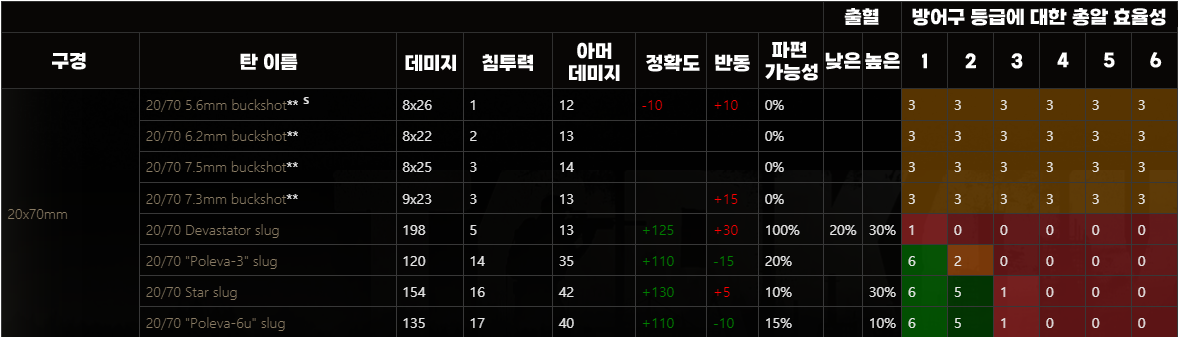 출혈 방어구 등급에 대한 총알 효율성
구경 탄 이름 데미지 침투력 아머 데미지 정확도 반동 파편 가능성 낮은 높은 1 2 3 4 5 6
20x70mm
20/70 5.6mm buckshot** S 8x26 1 12 -10 +10 0% 3 3 3 3 3 3
20/70 6.2mm buckshot** 8x22 2 13 0% 3 3 3 3 3 3
20/70 7.5mm buckshot** 8x25 3 14 0% 3 3 3 3 3 3
20/70 7.3mm buckshot** 9x23 3 13 +15 0% 3 3 3 3 3 3
20/70 Devastator slug 198 5 13 +125 +30 100% 20% 30% 1 0 0 0 0 0
20/70 "Poleva-3" slug 120 14 35 +110 -15 20% 6 2 0 0 0 0
20/70 Star slug 154 16 42 +130 +5 10% 30% 6 5 1 0 0 0
20/70 "Poleva-6u" slug 135 17 40 +110 -10 15% 10% 6 5 1 0 0 0